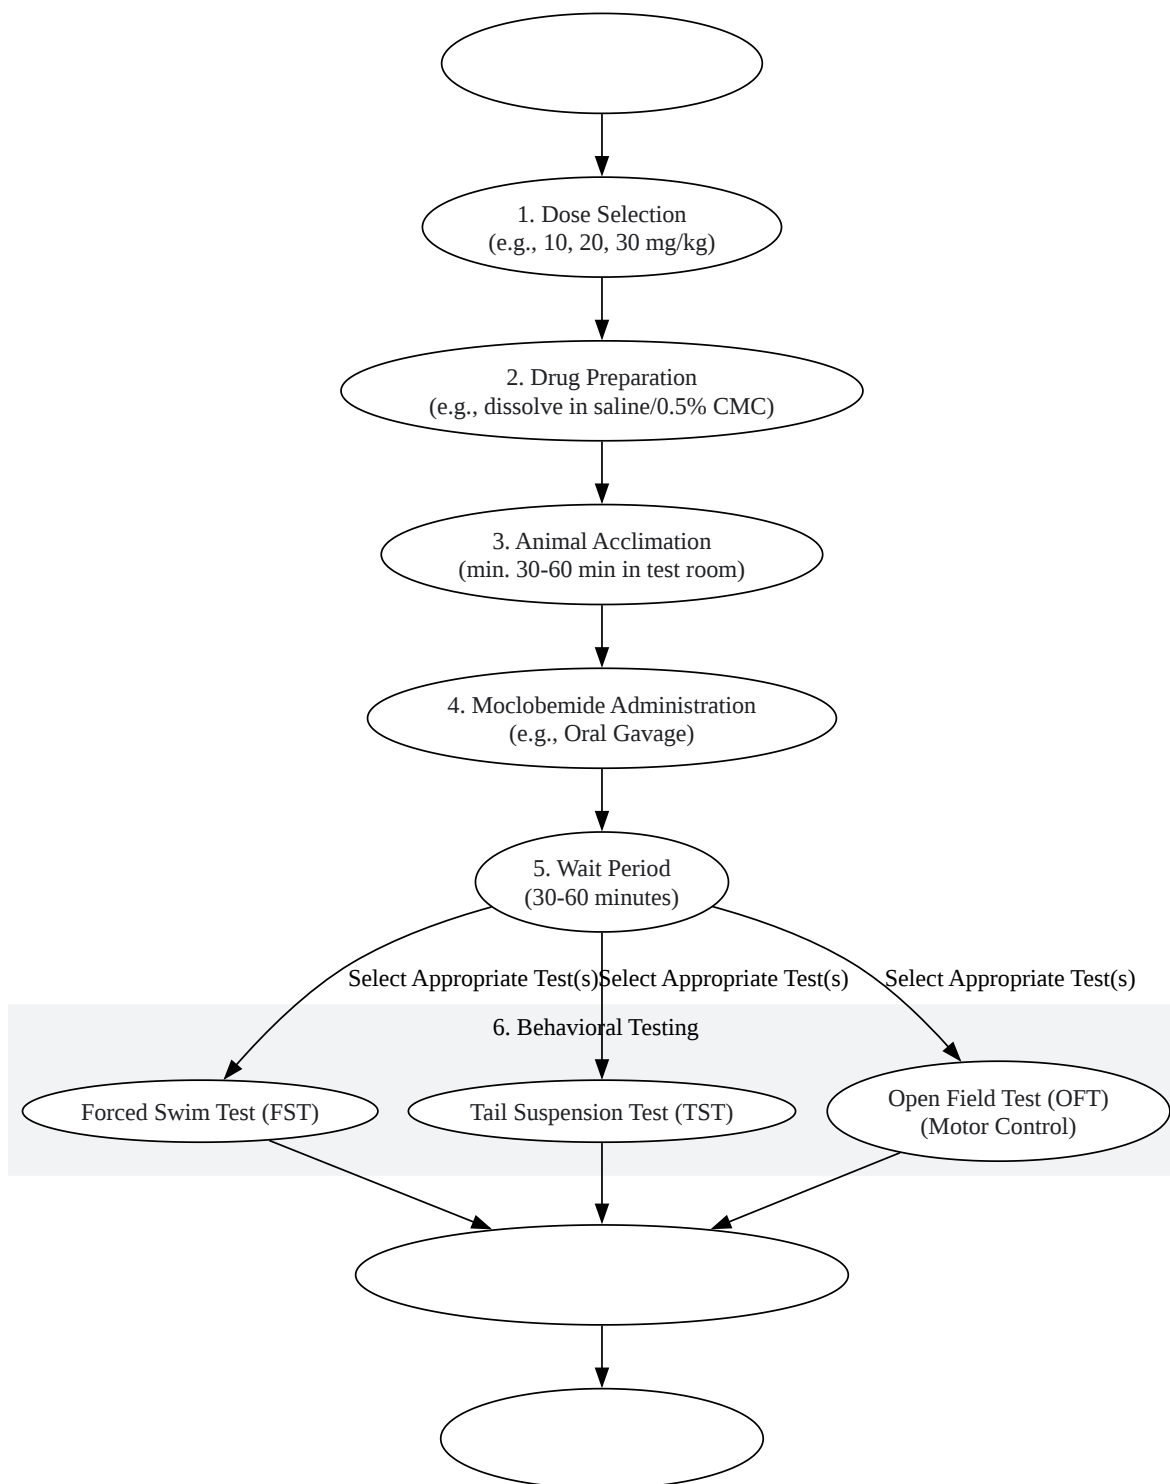 1. Dose Selection
(e.g., 10, 20, 30 mg/kg)
2. Drug Preparation
(e.g., dissolve in saline/0.5% CMC)
3. Animal Acclimation
(min. 30-60 min in test room)
4. Moclobemide Administration
(e.g., Oral Gavage)
5. Wait Period
(30-60 minutes)
Select Appropriate Test(s)
Select Appropriate Test(s)
Select Appropriate Test(s)
6. Behavioral Testing
Forced Swim Test (FST)
Tail Suspension Test (TST)
Open Field Test (OFT)
(Motor Control)